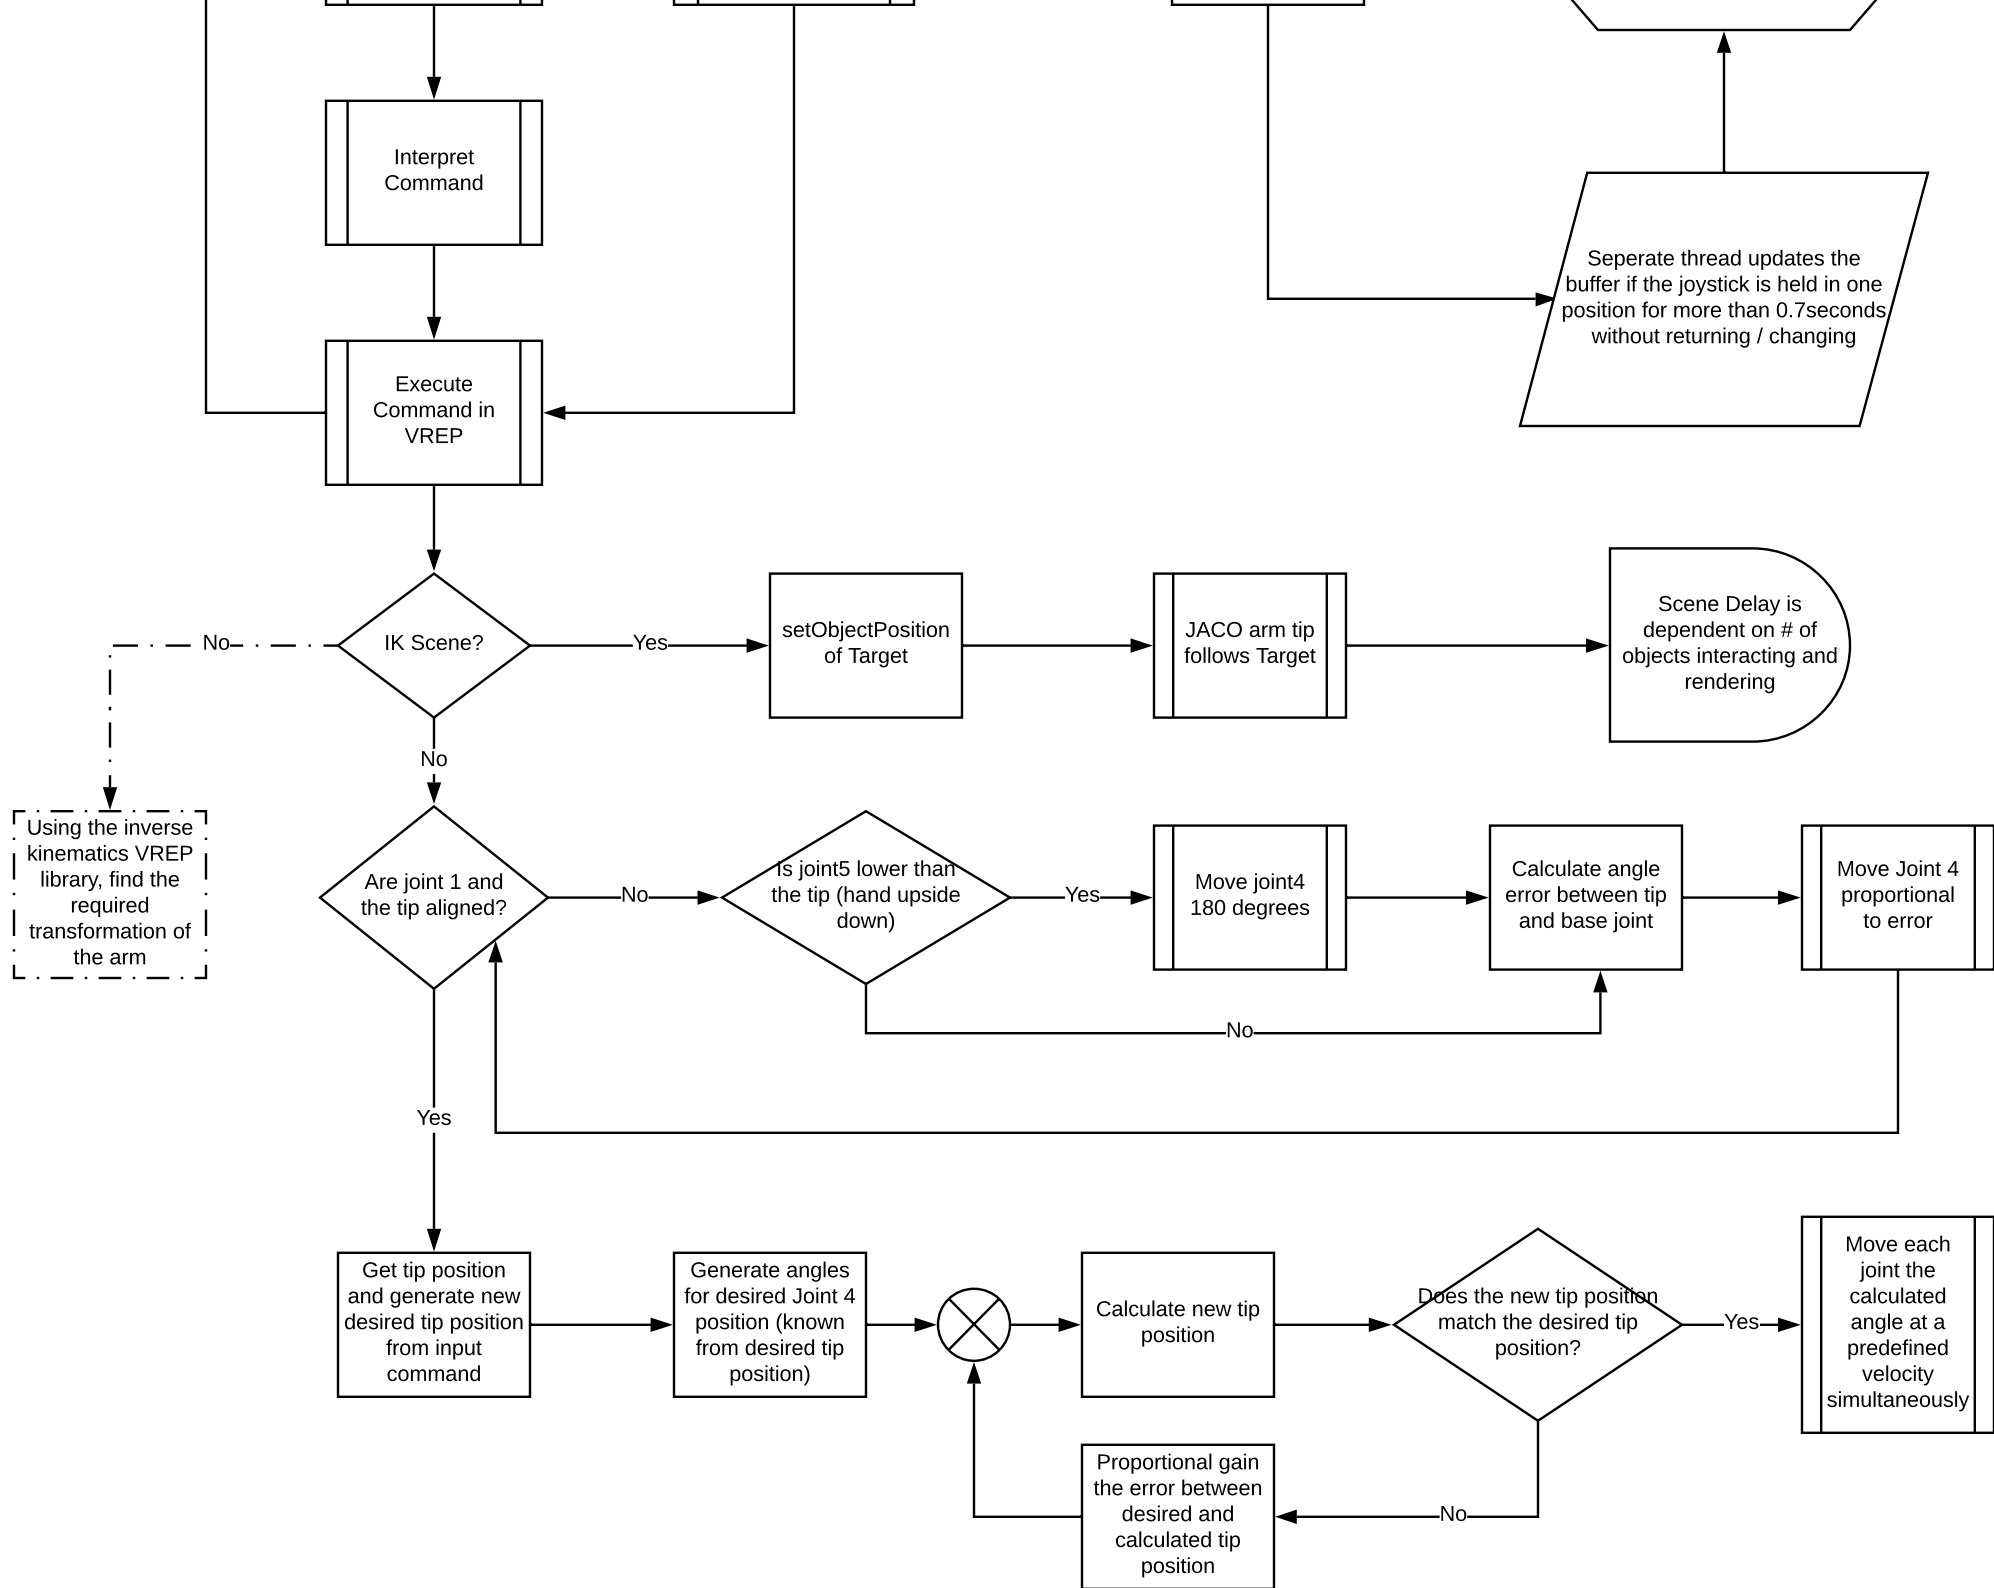 Interpret
Command
Seperate thread updates the
buffer if the joystick is held in one
position for more than 0.7seconds
without returning / changing
Execute
Command in
VREP
IK Scene?
No
Yes
setObjectPosition
of Target
JACO arm tip
follows Target
Scene Delay is
dependent on # of
objects interacting and
rendering
No
Using the inverse
kinematics VREP
library, find the
required
transformation of
the arm
Are joint 1 and
the tip aligned?
No
Is joint5 lower than
the tip (hand upside
down)
Yes
Move joint4
180 degrees
Calculate angle
error between tip
and base joint
Move Joint 4
proportional
to error
No
Yes
Get tip position
and generate new
desired tip position
from input
command
Generate angles
for desired Joint 4
position (known
from desired tip
position)
Calculate new tip
position
Does the new tip position
match the desired tip
position?
Yes
Move each
joint the
calculated
angle at a
predefined
velocity
simultaneously
No
Proportional gain
the error between
desired and
calculated tip
position